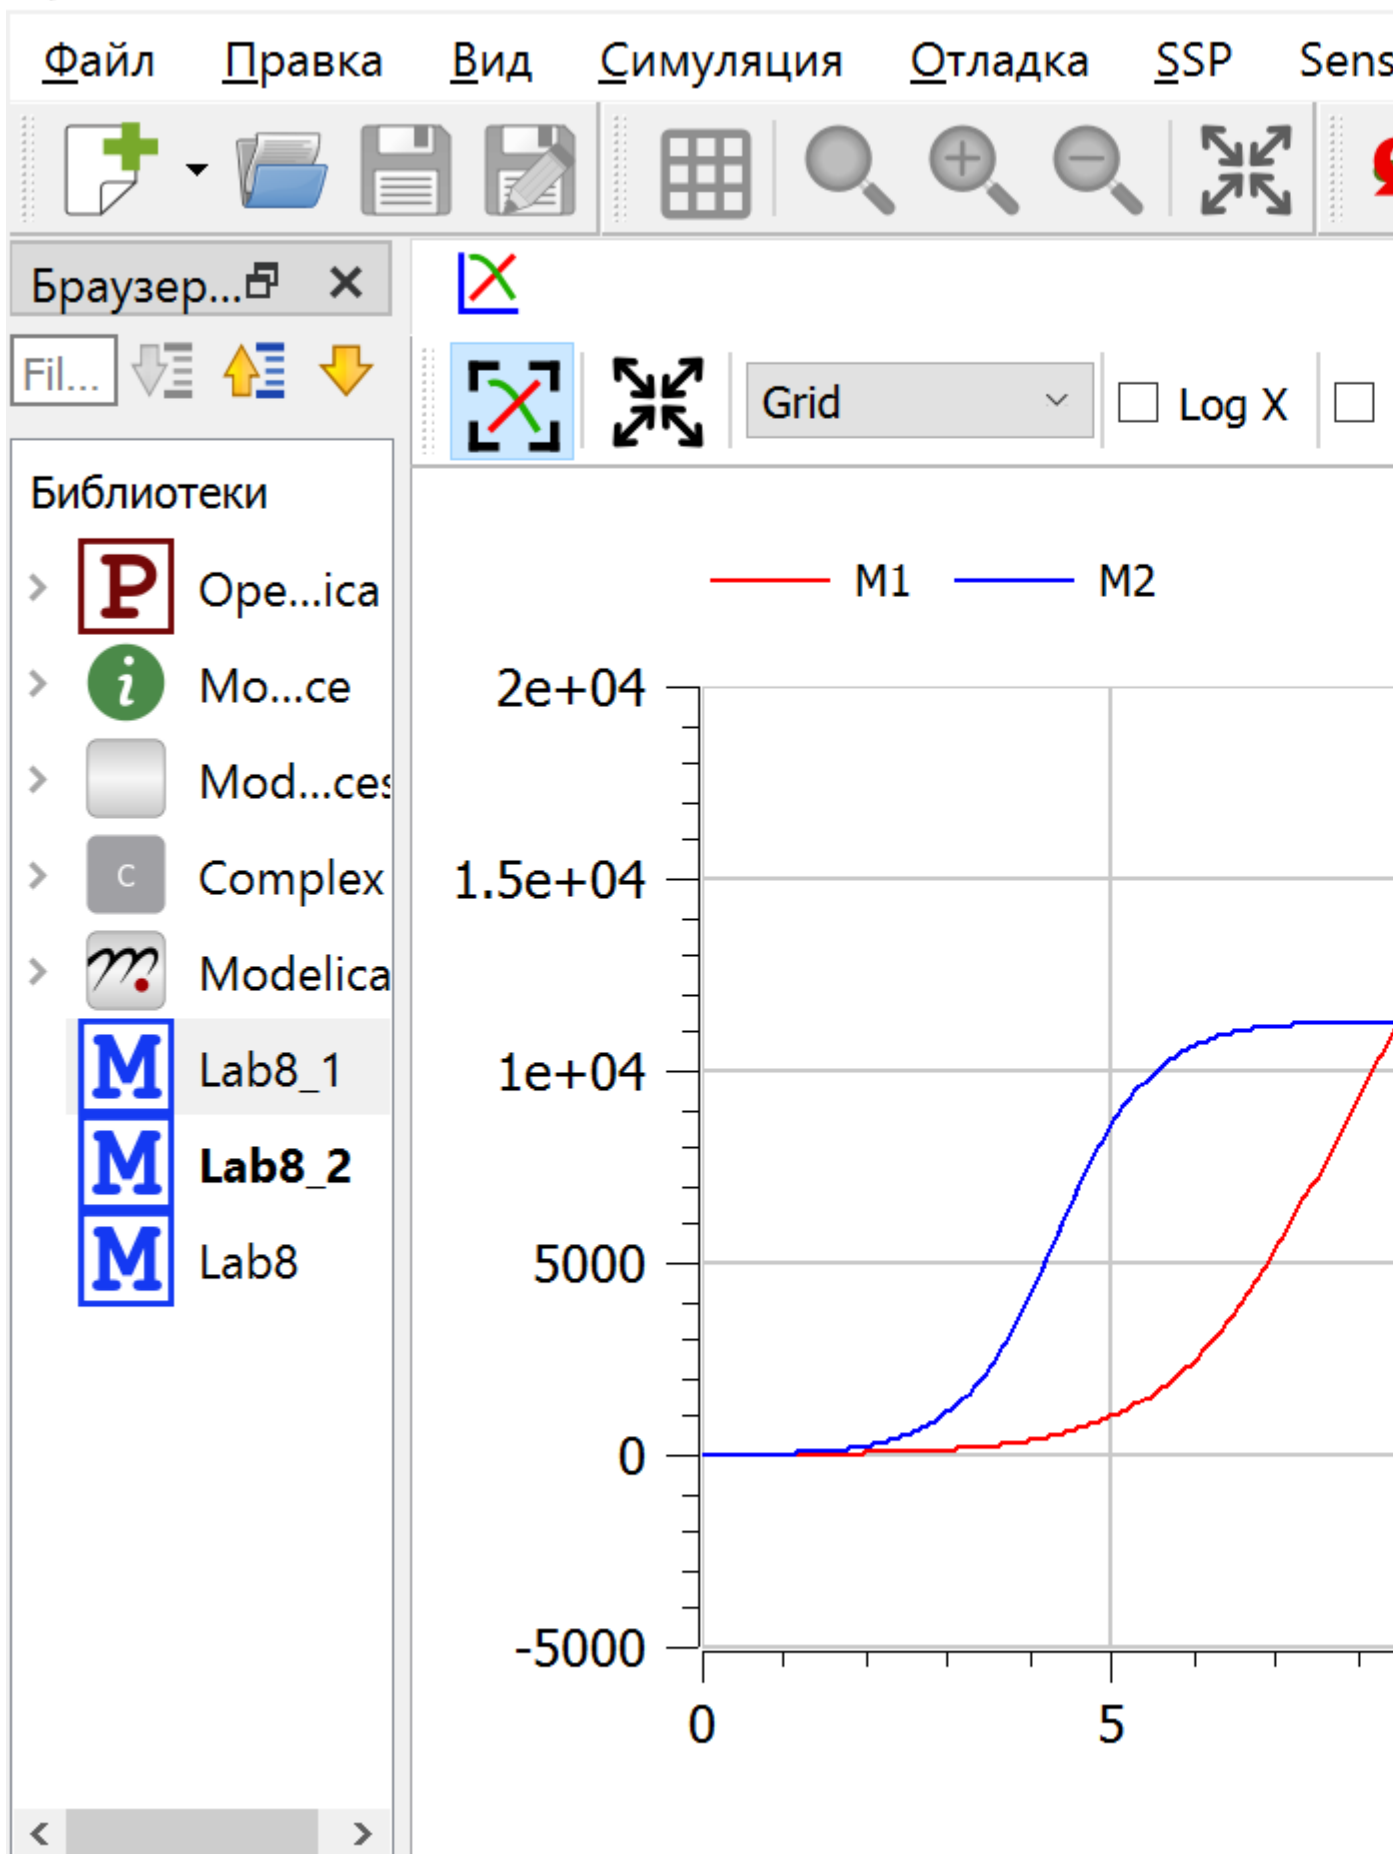 Файл Правка Вид Симуляция Отладка SSP Sens
Браузер...
Fil...
Grid Log X
Библиотеки
P Ope...ica
i Mo...ce
Mod...ces
C Complex
m Modelica
M Lab8_1
M Lab8_2
M Lab8
M1 M2
2e+04
1.5e+04
1e+04
5000
0
-5000
0 5